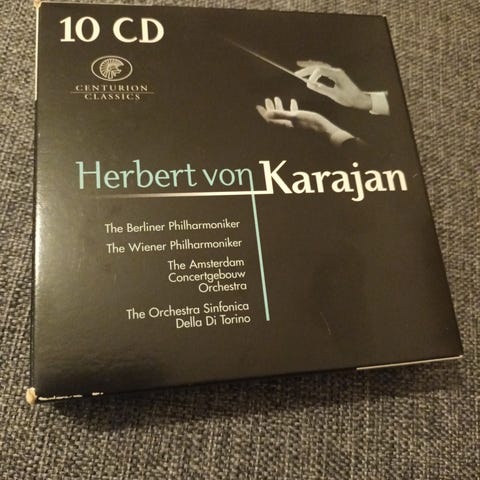 10 CD
CENTURION
CLASSICS
Herbert von Karajan
The Berliner Philharmoniker
The Wiener Philharmoniker
The Amsterdam
Concertgebouw
Orchestra
The Orchestra Sinfonica
Della Di Torino